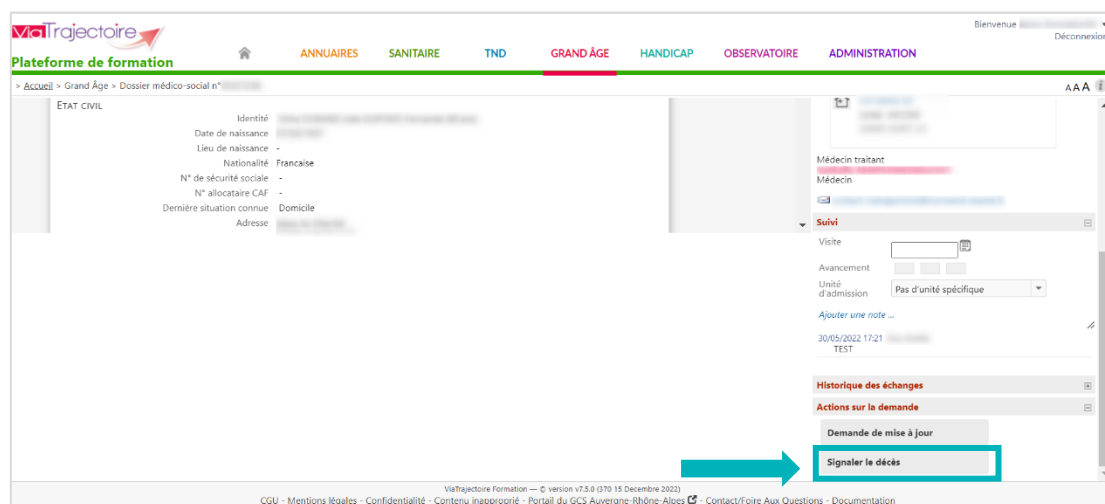 Bienvenue
ViaTrajectoire
Déconnexion
Plateforme de formation
ANNUAIRES SANITAIRE TND GRAND ÂGE HANDICAP OBSERVATOIRE ADMINISTRATION
> Accueil > Grand Âge > Dossier médico-social n°
A A A i
ETAT CIVIL
Identité
Date de naissance
Lieu de naissance -
Nationalité Francaise
N° de sécurité sociale -
N° allocataire CAF -
Dernière situation connue Domicile
Adresse
Médecin traitant
Médecin
Suivi
Visite
Avancement
Unité d'admission Pas d'unité spécifique
Ajouter une note ...
30/05/2022 17:21
TEST
Historique des échanges
Actions sur la demande
Demande de mise à jour
Signaler le décès
ViaTrajectoire Formation — © version v7.5.0 (370 15 Decembre 2022)
CGU - Mentions légales - Confidentialité - Contenu inapproprié - Portail du GCS Auvergne-Rhône-Alpes - Contact/Foire Aux Questions - Documentation